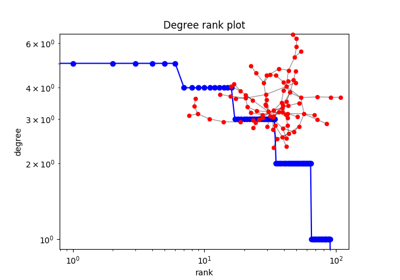 Degree rank plot
degree
6 × 10⁰
4 × 10⁰
3 × 10⁰
2 × 10⁰
10⁰
10⁰
10¹
10²
rank